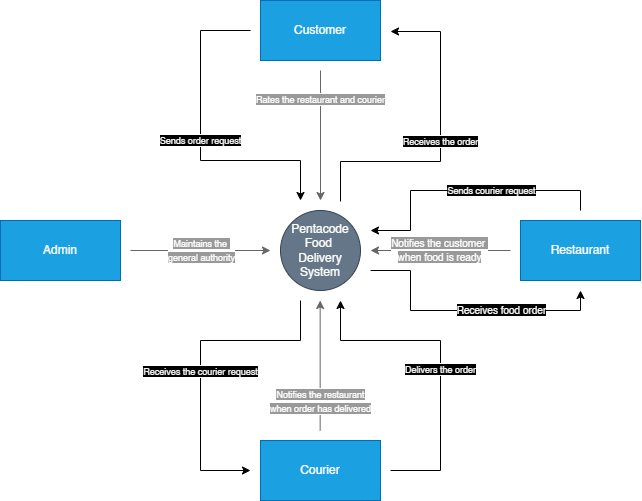 Customer
Rates the restaurant and courier
Sends order request
Receives the order
Sends courier request
Pentacode
Food
Delivery
System
Admin
Maintains the
general authority
Notifies the customer
when food is ready
Restaurant
Receives food order
Receives the courier request
Delivers the order
Notifies the restaurant
when order has delivered
Courier